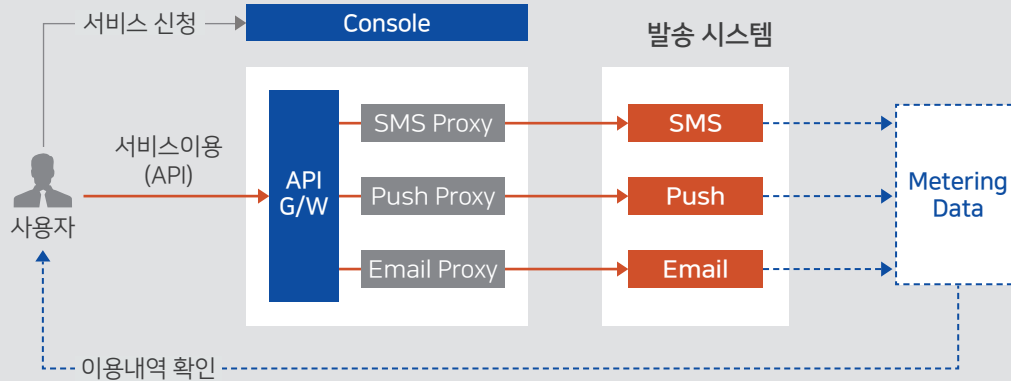 서비스 신청
Console
발송 시스템
서비스이용
(API)
사용자
API
G/W
SMS Proxy
Push Proxy
Email Proxy
SMS
Push
Email
Metering
Data
이용내역 확인